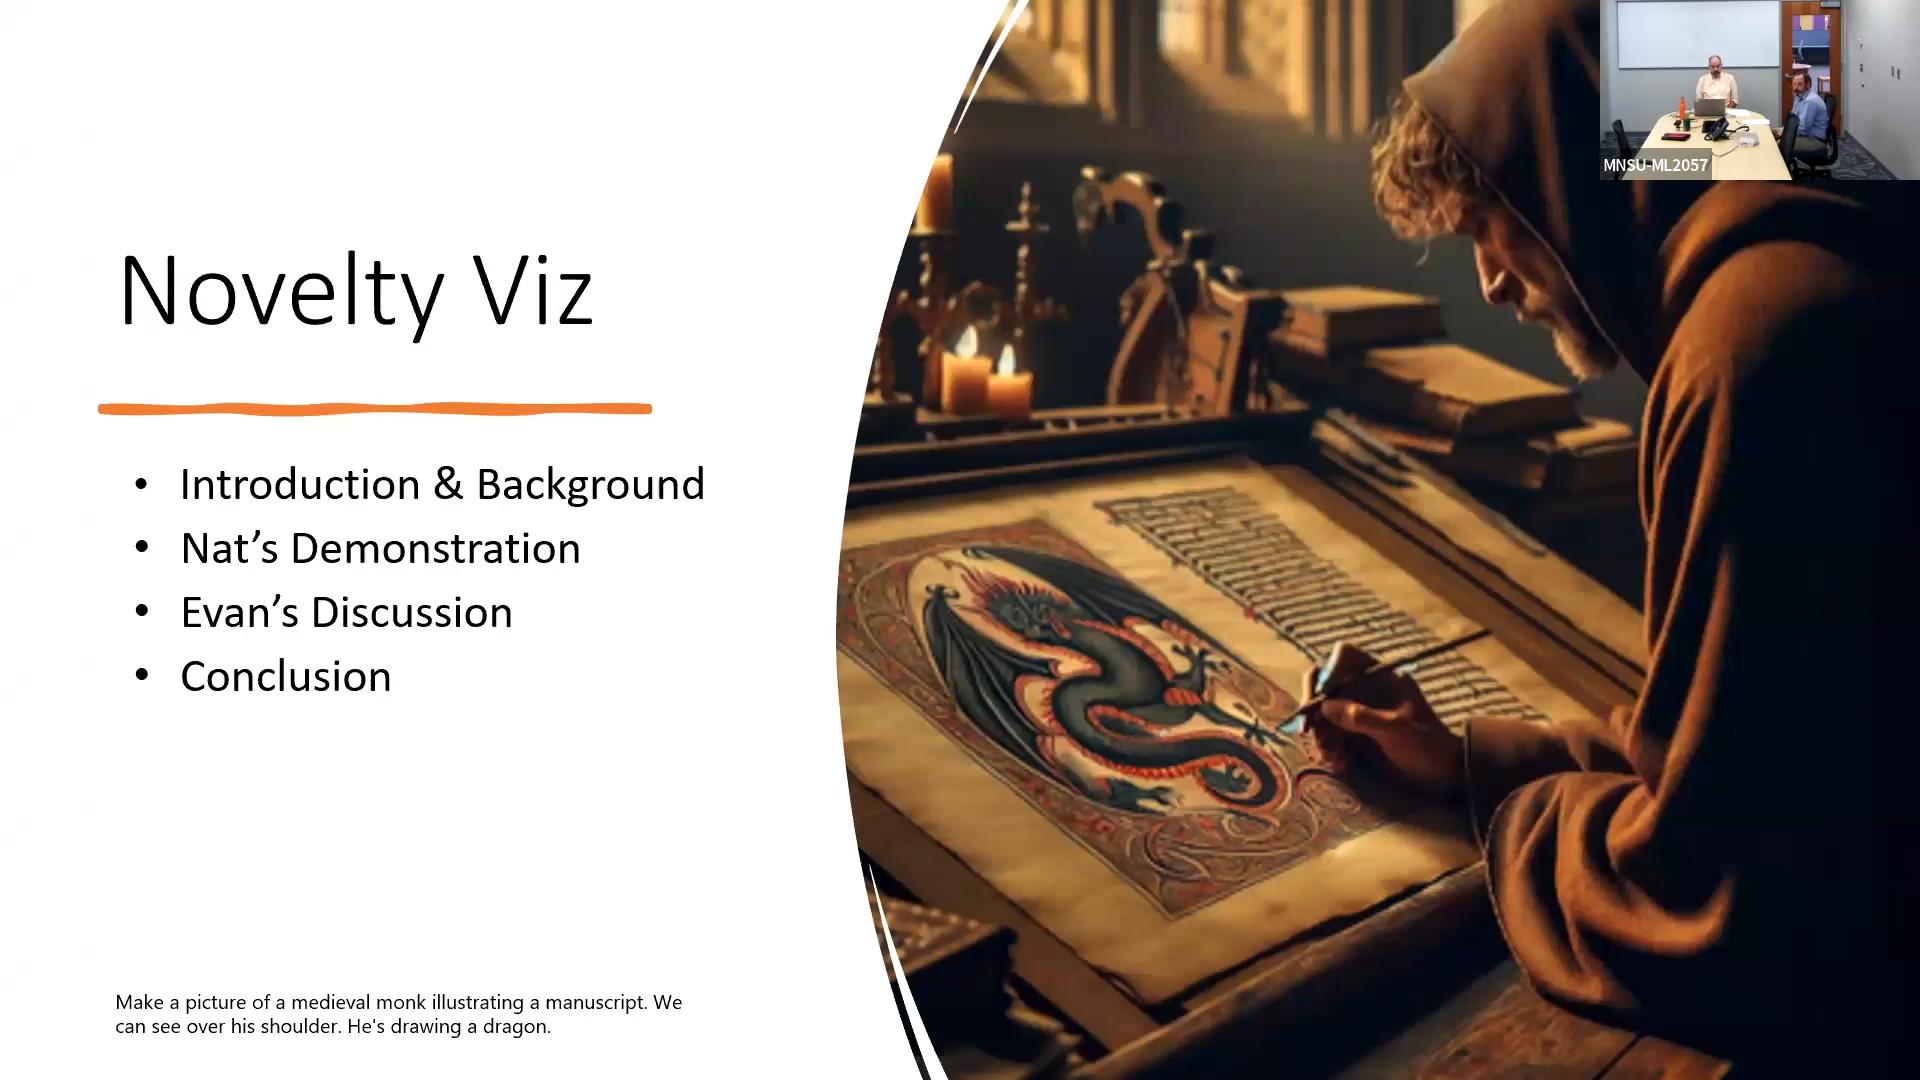 MNSU-ML2057
Novelty Viz
• Introduction & Background
• Nat’s Demonstration
• Evan’s Discussion
• Conclusion
Make a picture of a medieval monk illustrating a manuscript. We
can see over his shoulder. He's drawing a dragon.